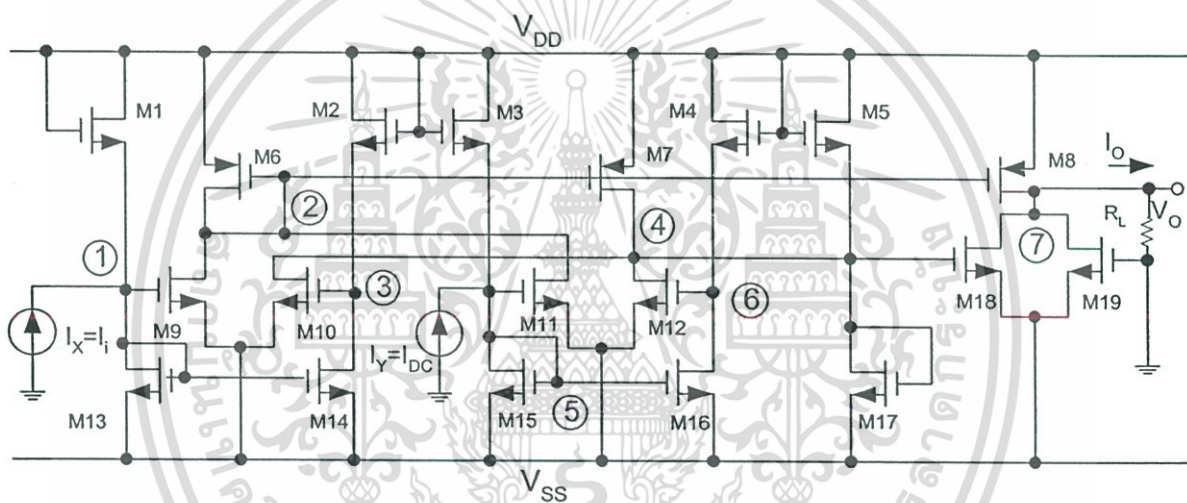 V_DD
M1
M2
M3
M4
M5
M6
M7
M8
I_O
①
②
③
④
⑤
⑥
⑦
R_L
V_O
M9
M10
M11
M12
M18
M19
I_X=I_i
I_Y=I_DC
M13
M14
M15
M16
M17
V_SS